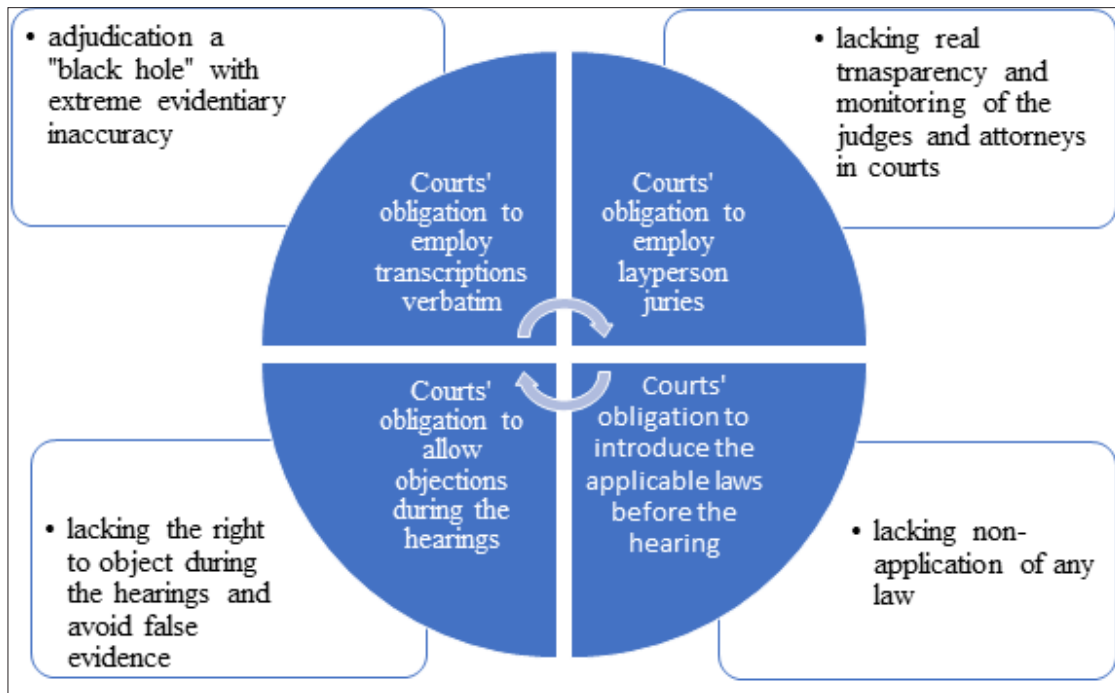 • adjudication a
"black hole" with
extreme evidentiary
inaccuracy
• lacking real
trnasparency and
monitoring of the
judges and attorneys
in courts
Courts'
obligation to
employ
transcriptions
verbatim
Courts'
obligation to
employ
layperson
juries
Courts'
obligation to
allow
objections
during the
hearings
Courts'
obligation to
introduce the
applicable laws
before the
hearing
• lacking the right
to object during
the hearings and
avoid false
evidence
• lacking non-
application of any
law